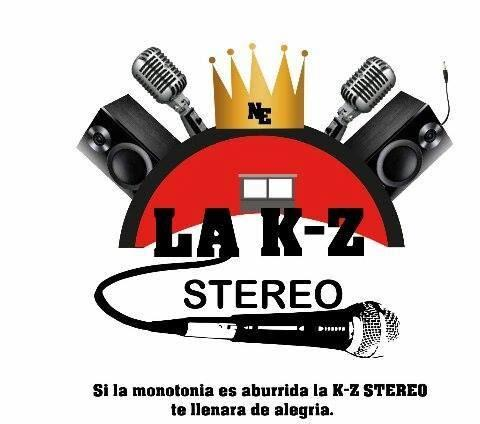 NE
LA K-Z
STEREO
Si la monotonia es aburrida la K-Z STEREO
te llenara de alegria.